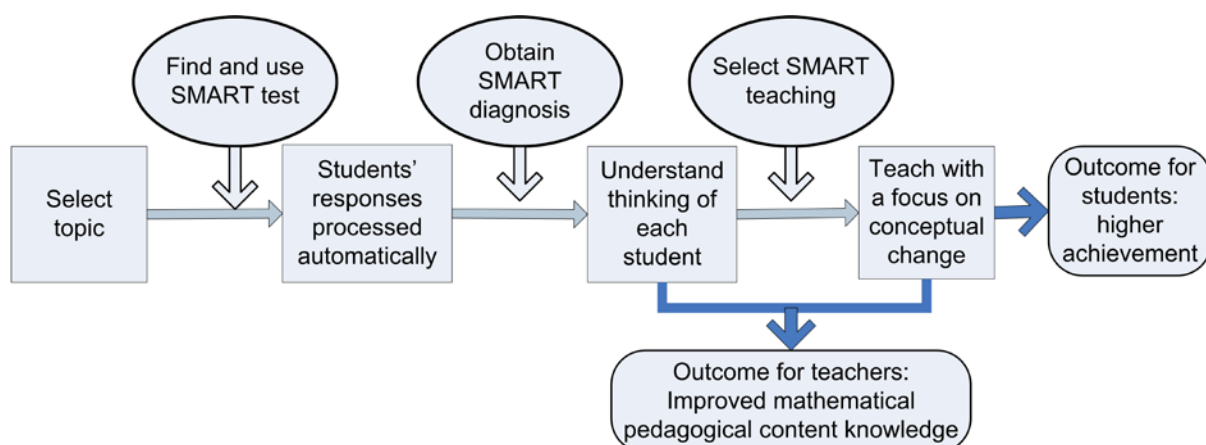 Find and use
SMART test
Obtain
SMART
diagnosis
Select SMART
teaching
Select
topic
Students’
responses
processed
automatically
Understand
thinking of
each
student
Teach with
a focus on
conceptual
change
Outcome for
students:
higher
achievement
Outcome for teachers:
Improved mathematical
pedagogical content knowledge